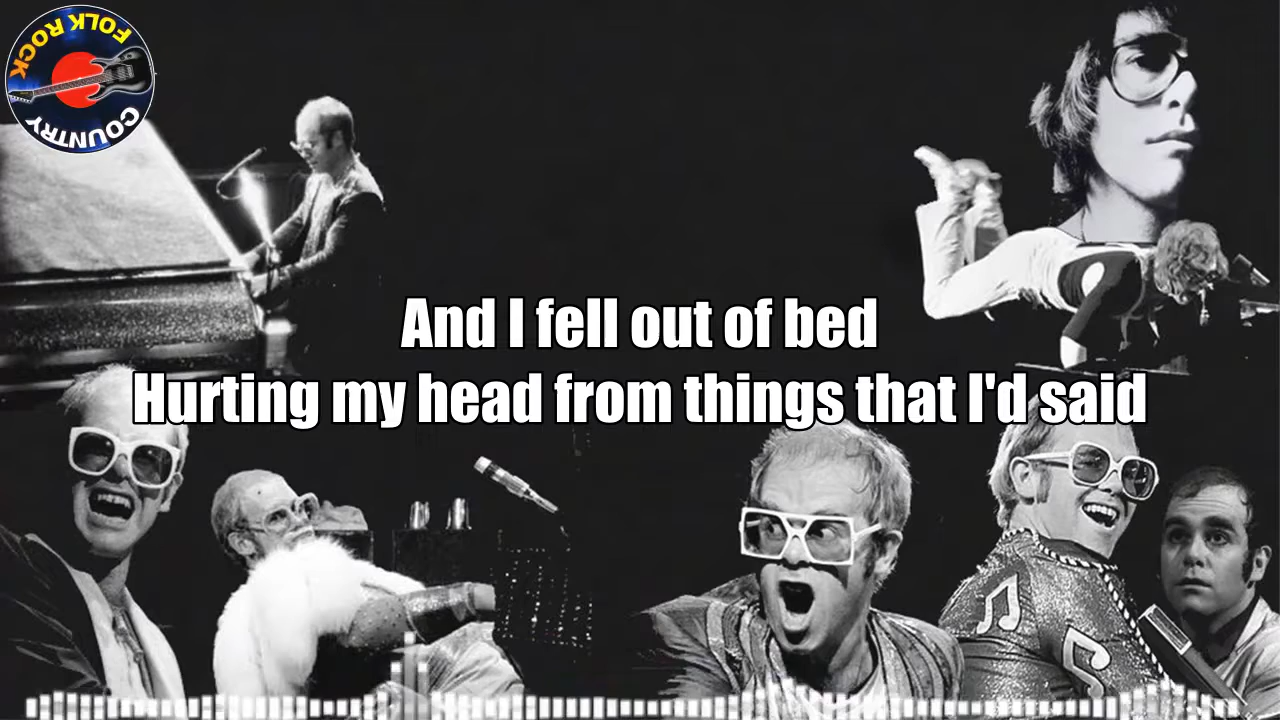 FOLK ROCK
COUNTRY
And I fell out of bed
Hurting my head from things that I'd said